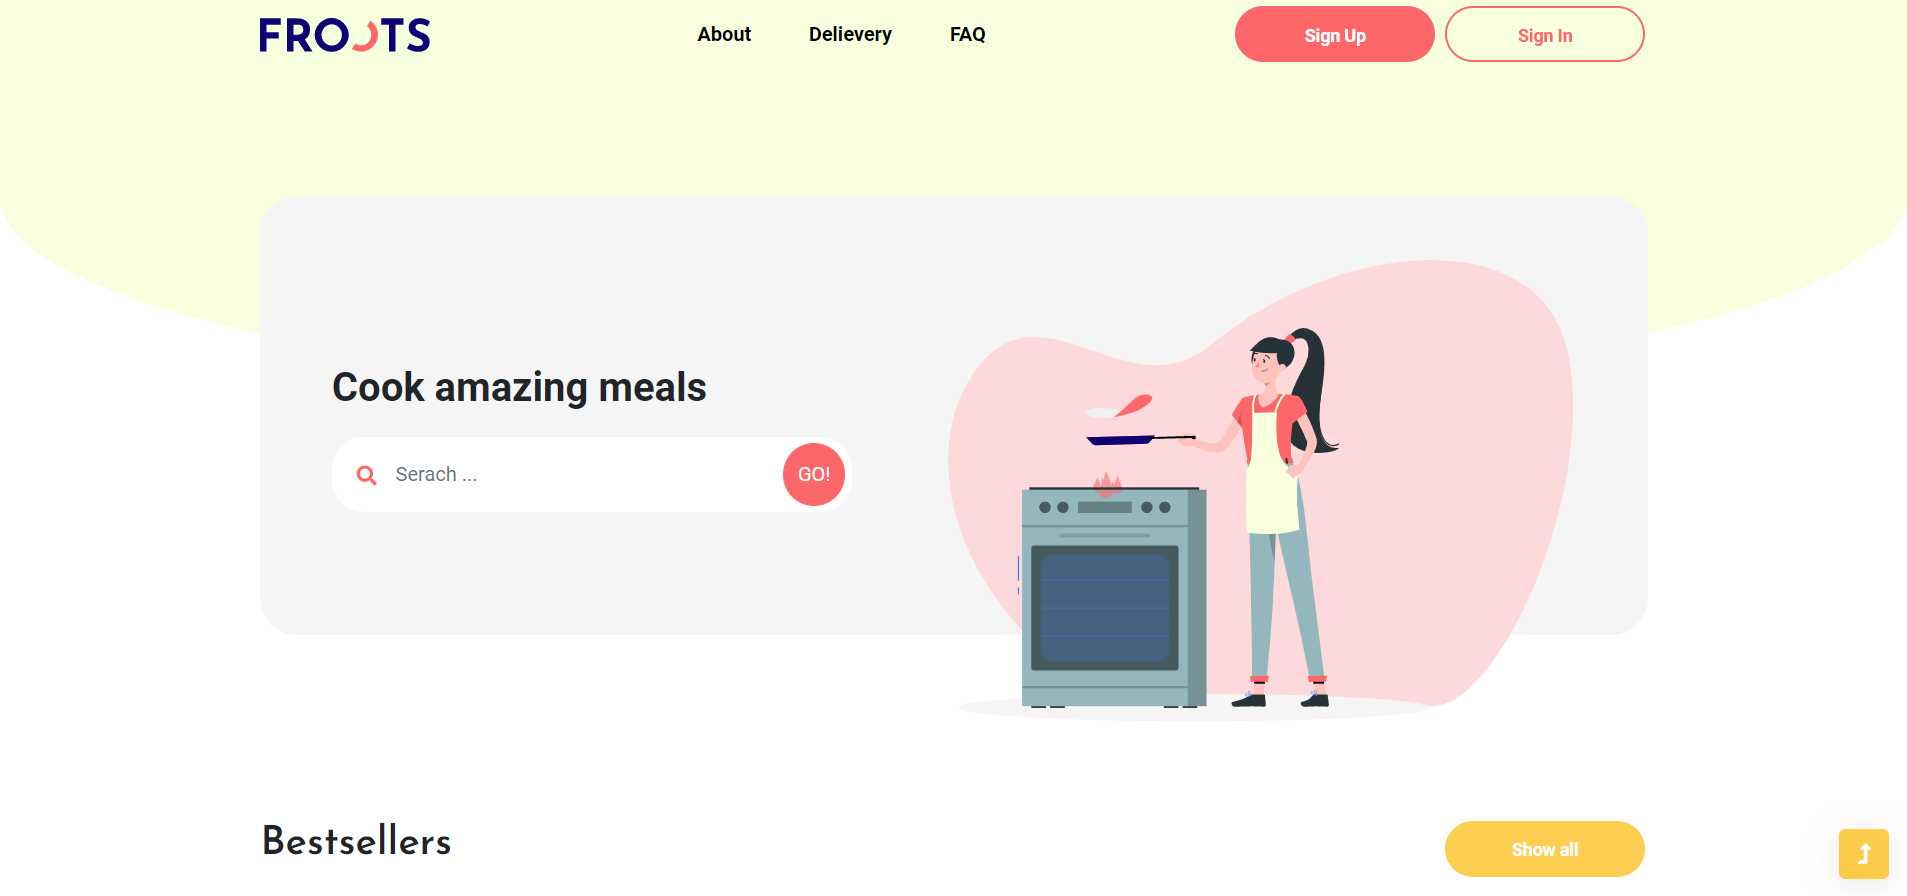 FROOTS
About
Delievery
FAQ
Sign Up
Sign In
Cook amazing meals
Serach ...
GO!
Bestsellers
Show all